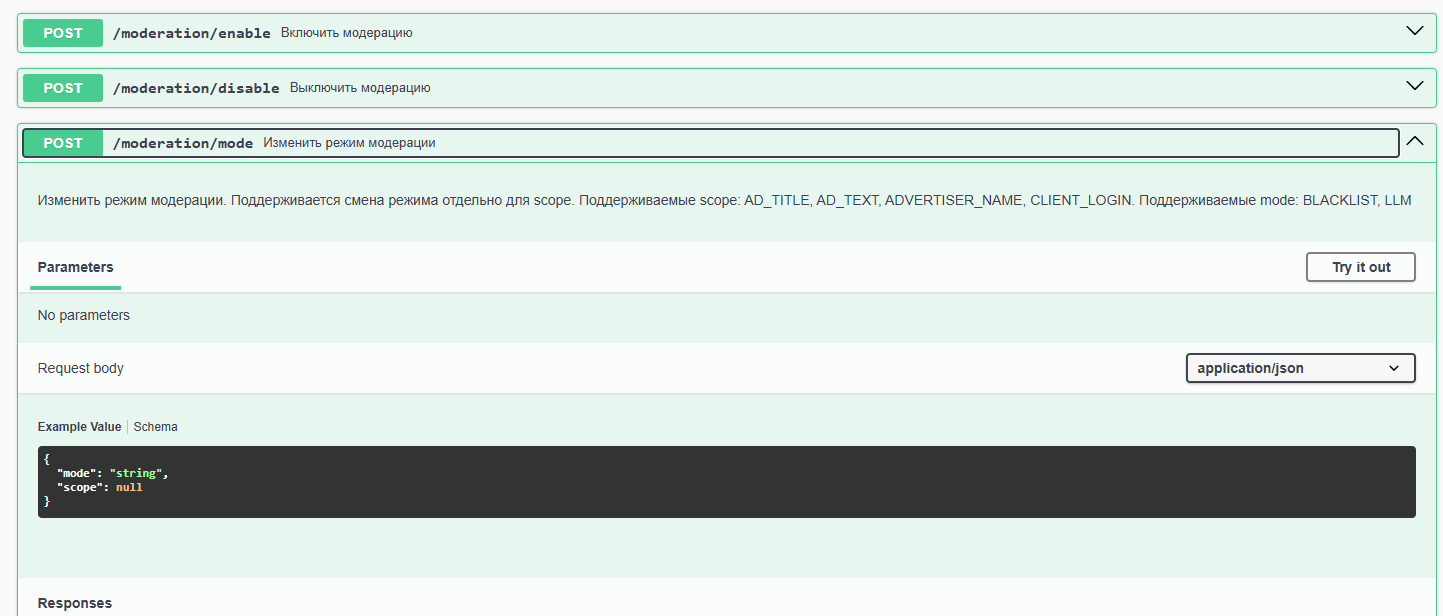 POST /moderation/enable Включить модерацию
POST /moderation/disable Выключить модерацию
POST /moderation/mode Изменить режим модерации
Изменить режим модерации. Поддерживается смена режима отдельно для scope. Поддерживаемые scope: AD_TITLE, AD_TEXT, ADVERTISER_NAME, CLIENT_LOGIN. Поддерживаемые mode: BLACKLIST, LLM
Parameters Try it out
No parameters
Request body application/json
Example Value Schema
{
"mode": "string",
"scope": null
}
Responses